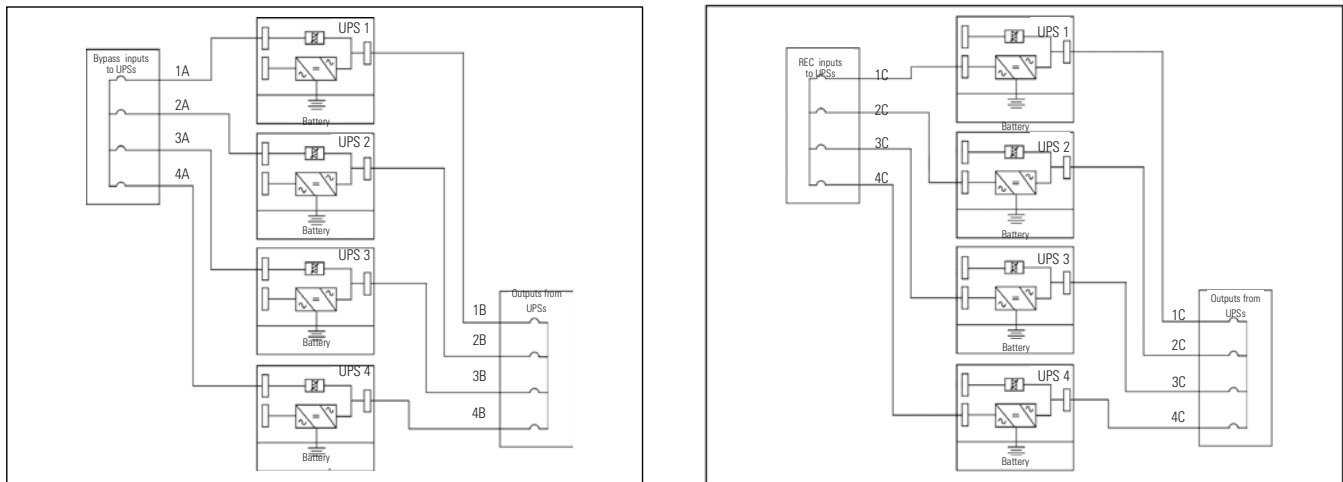 UPS 1
Bypass inputs
to UPSs
1A
2A
3A
4A
Battery
UPS 2
Battery
UPS 3
Battery
UPS 4
Battery
Outputs from
UPSs
1B
2B
3B
4B
UPS 1
REC inputs
to UPSs
1C
2C
3C
4C
Battery
UPS 2
Battery
UPS 3
Battery
UPS 4
Battery
Outputs from
UPSs
1C
2C
3C
4C